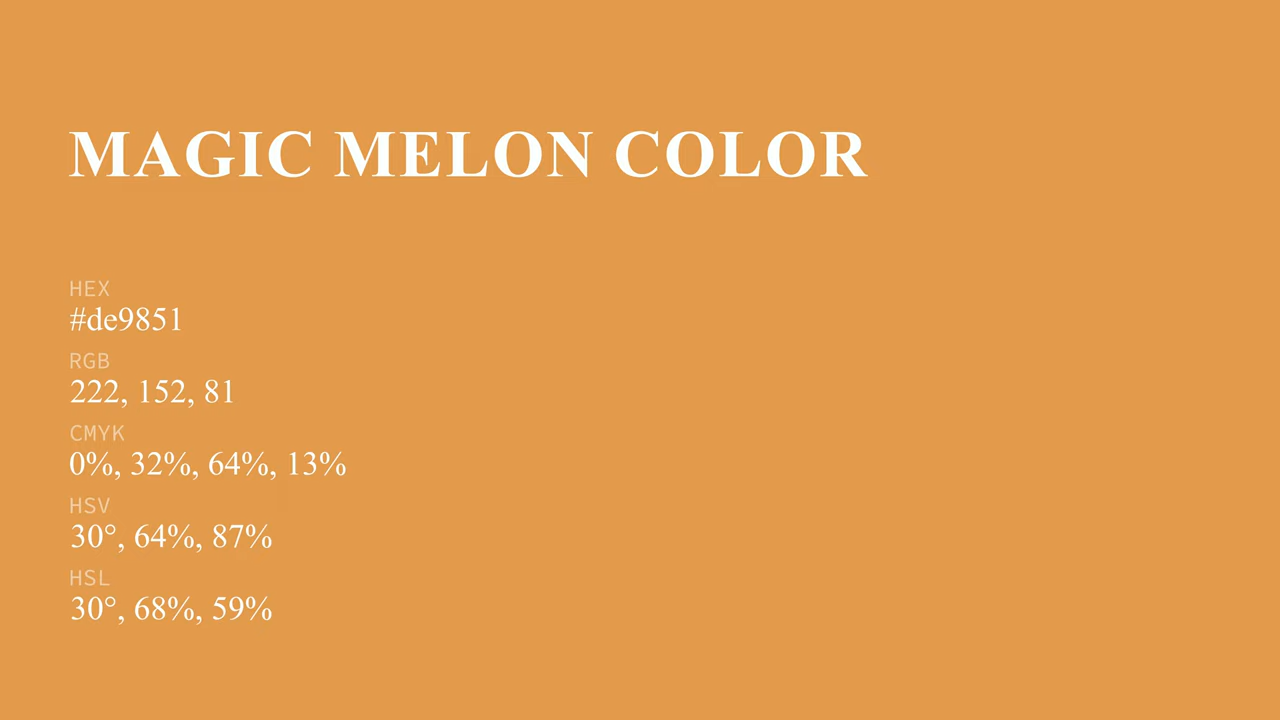 MAGIC MELON COLOR
HEX
#de9851
RGB
222, 152, 81
CMYK
0%, 32%, 64%, 13%
HSV
30°, 64%, 87%
HSL
30°, 68%, 59%